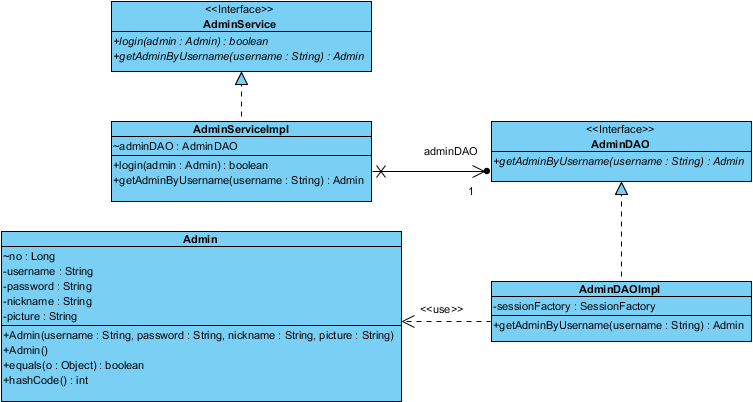 <<Interface>>
AdminService
+login(admin : Admin) : boolean
+getAdminByUsername(username : String) : Admin
AdminServiceImpl
~adminDAO : AdminDAO
+login(admin : Admin) : boolean
+getAdminByUsername(username : String) : Admin
adminDAO
1
<<Interface>>
AdminDAO
+getAdminByUsername(username : String) : Admin
Admin
~no : Long
-username : String
-password : String
-nickname : String
-picture : String
+Admin(username : String, password : String, nickname : String, picture : String)
+Admin()
+equals(o : Object) : boolean
+hashCode() : int
<<use>>
AdminDAOImpl
-sessionFactory : SessionFactory
+getAdminByUsername(username : String) : Admin